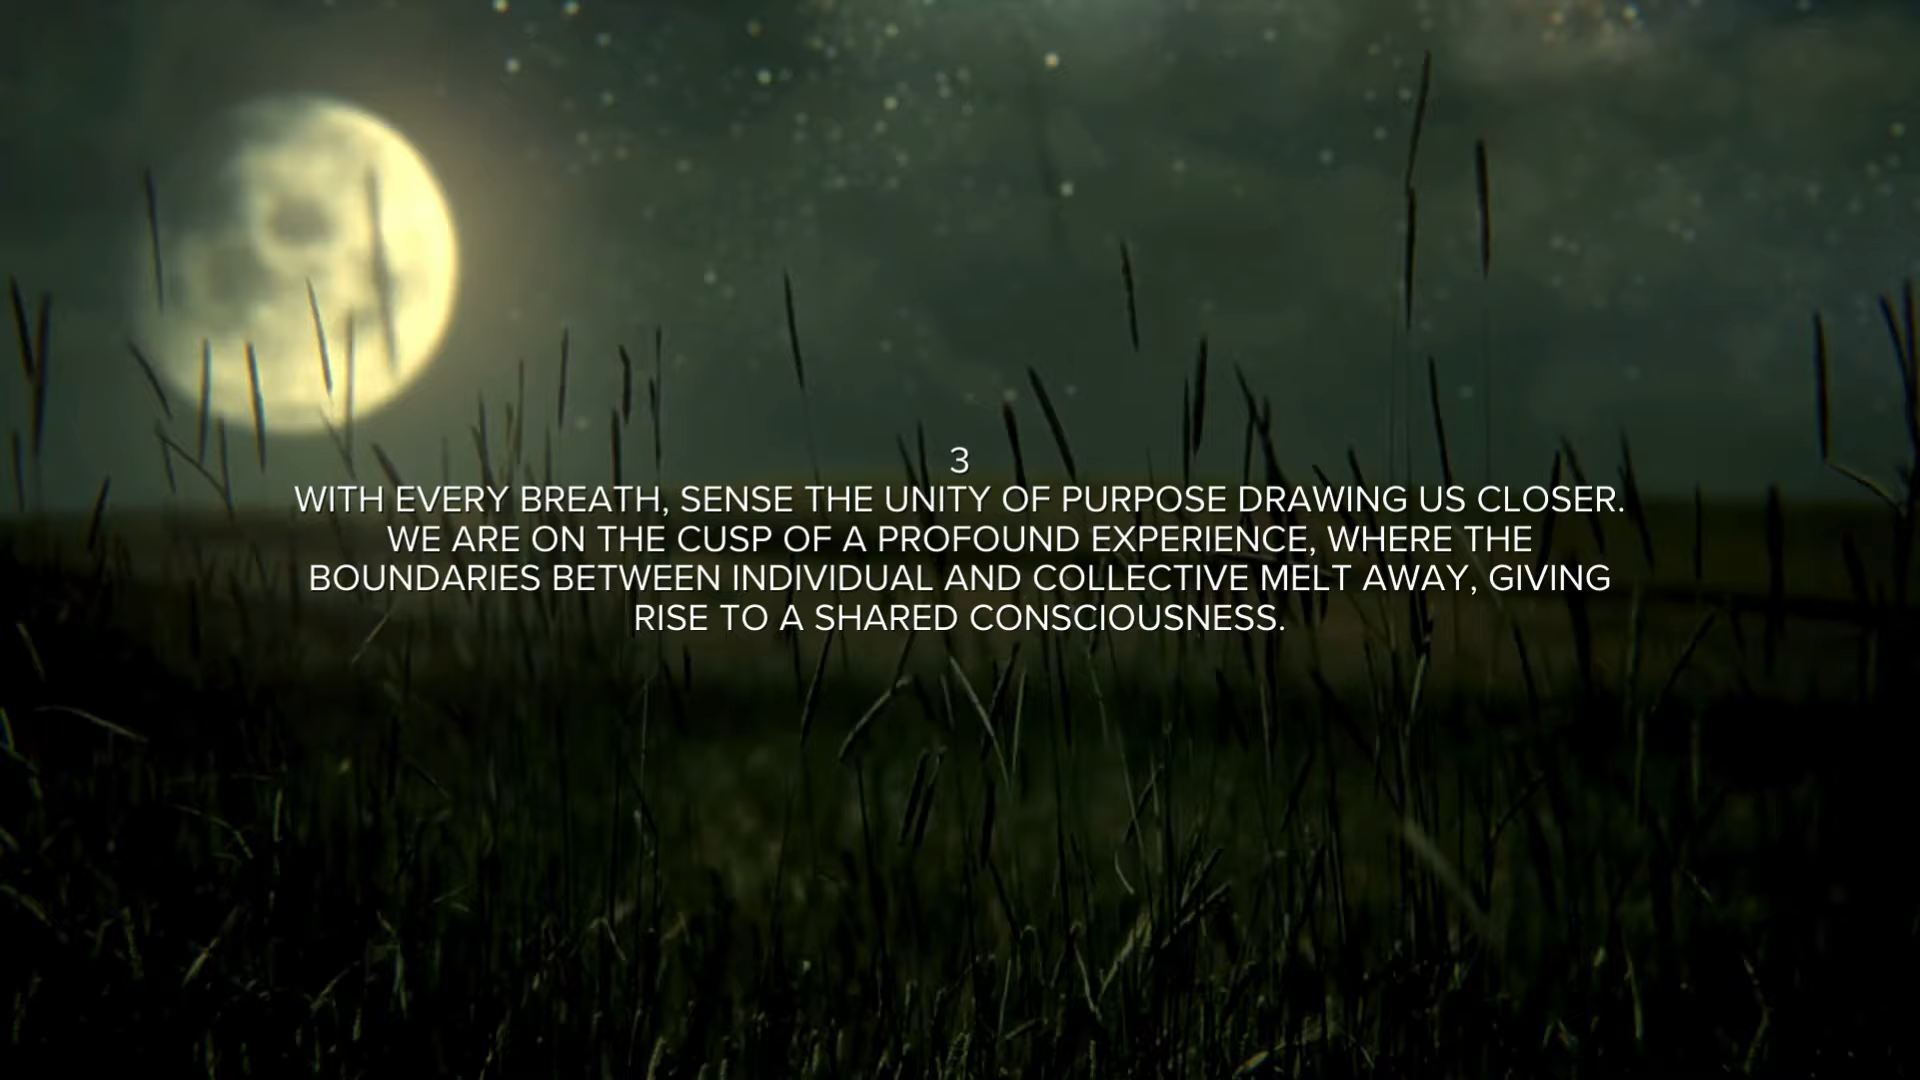 3
WITH EVERY BREATH, SENSE THE UNITY OF PURPOSE DRAWING US CLOSER.
WE ARE ON THE CUSP OF A PROFOUND EXPERIENCE, WHERE THE
BOUNDARIES BETWEEN INDIVIDUAL AND COLLECTIVE MELT AWAY, GIVING
RISE TO A SHARED CONSCIOUSNESS.